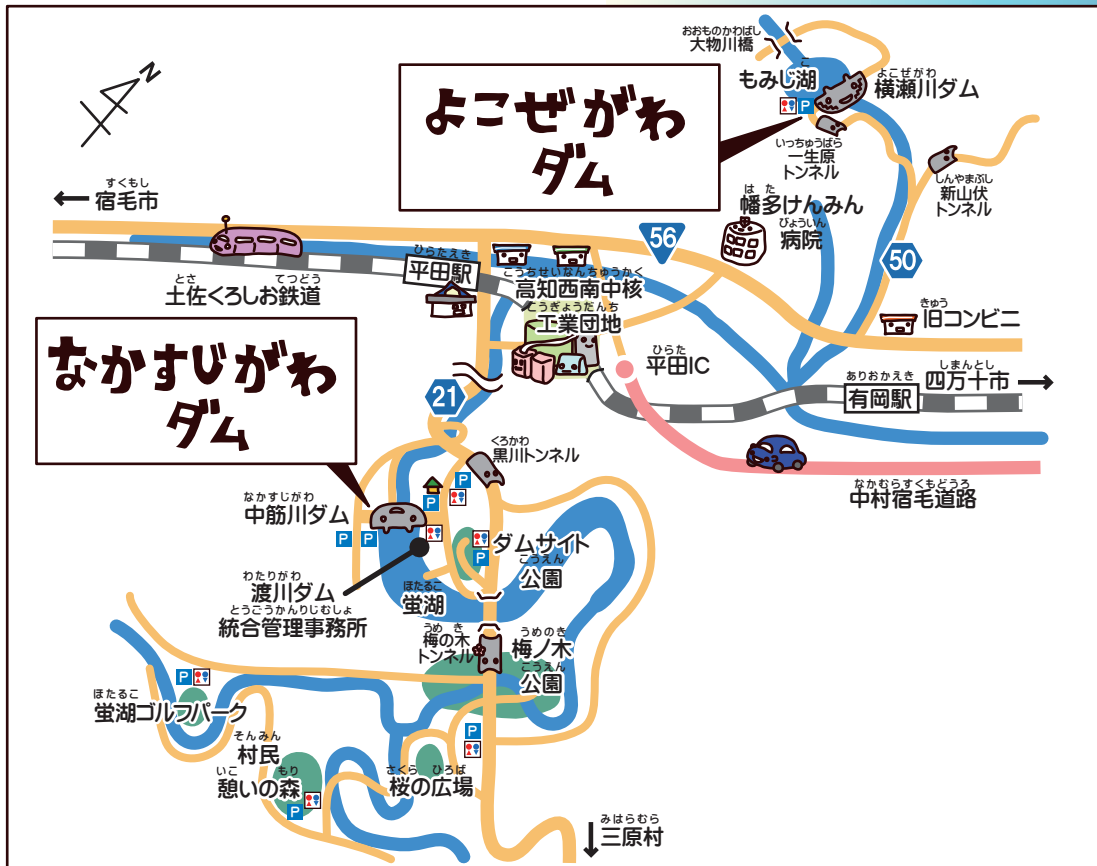 N
おおものかわばし
大物川橋
こ
もみじ湖
よこぜがわ
横瀬川ダム
P
よこぜがわ
ダム
いっちゅうばら
一生原
トンネル
しんやまぶし
新山伏
トンネル
すくもし
宿毛市
はた
幡多けんみん
びょういん
病院
56
50
ひらたえき
平田駅
とさ てつどう
土佐くろしお鉄道
こうちせいなんちゅうかく
高知西南中核
こうぎょうだんち
工業団地
きゅう
旧コンビニ
ひらた
平田IC
ありおかえき
有岡駅
しまんとし
四万十市
なかすじがわ
ダム
21
くろかわ
黒川トンネル
なかむらすくもどうろ
中村宿毛道路
P
P
なかすじがわ
中筋川ダム
P P
ダムサイト
こうえん
公園
P
わたりがわ
渡川ダム
とうごうかんりじむしょ
統合管理事務所
ほたるこ
蛍湖
うめ き
梅の木
トンネル
うめのき
梅ノ木
こうえん
公園
P
ほたるこ
蛍湖ゴルフパーク
P
そんみん
村民
いこ もり
憩いの森
P
さくら ひろば
桜の広場
みはらむら
三原村